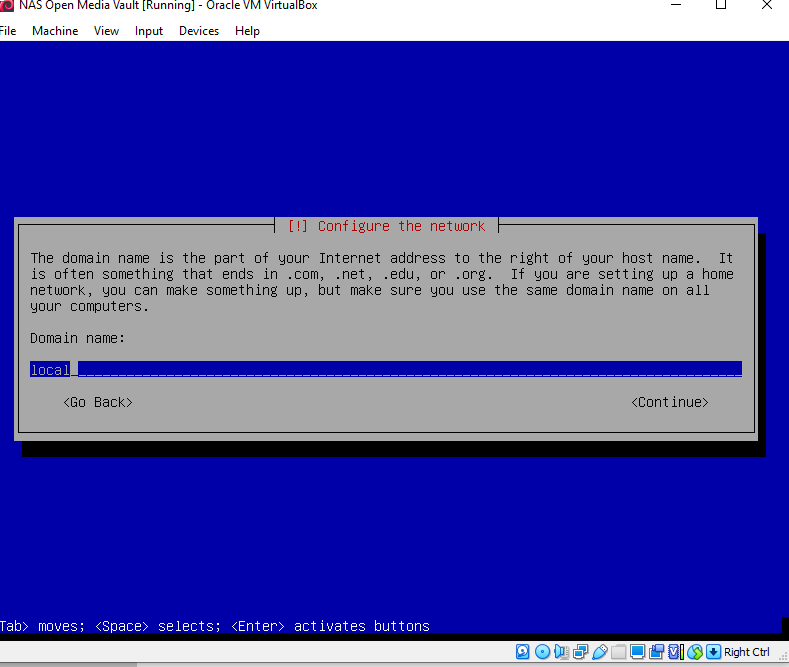 NAS Open Media Vault [Running] - Oracle VM VirtualBox
File Machine View Input Devices Help
[!] Configure the network
The domain name is the part of your Internet address to the right of your host name. It
is often something that ends in .com, .net, .edu, or .org. If you are setting up a home
network, you can make something up, but make sure you use the same domain name on all
your computers.
Domain name:
local
<Go Back> <Continue>
Tab> moves; <Space> selects; <Enter> activates buttons
Right Ctrl